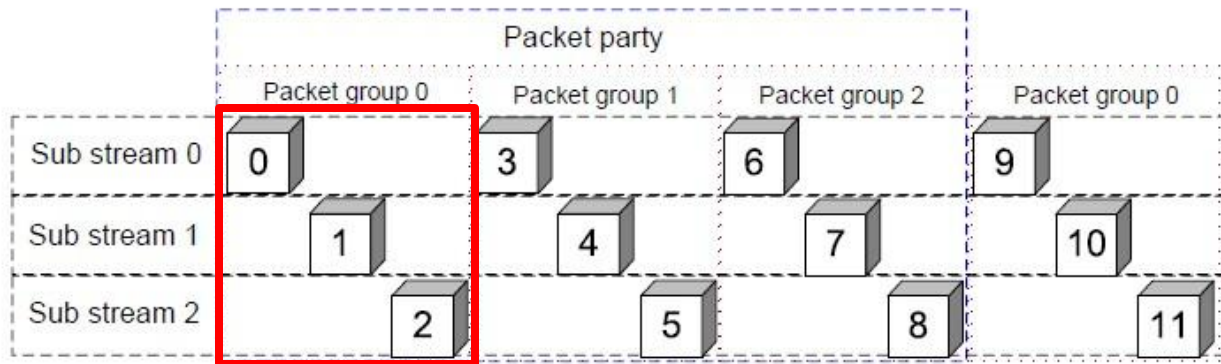 Packet party
Packet group 0 Packet group 1 Packet group 2 Packet group 0
Sub stream 0 0 3 6 9
Sub stream 1 1 4 7 10
Sub stream 2 2 5 8 11